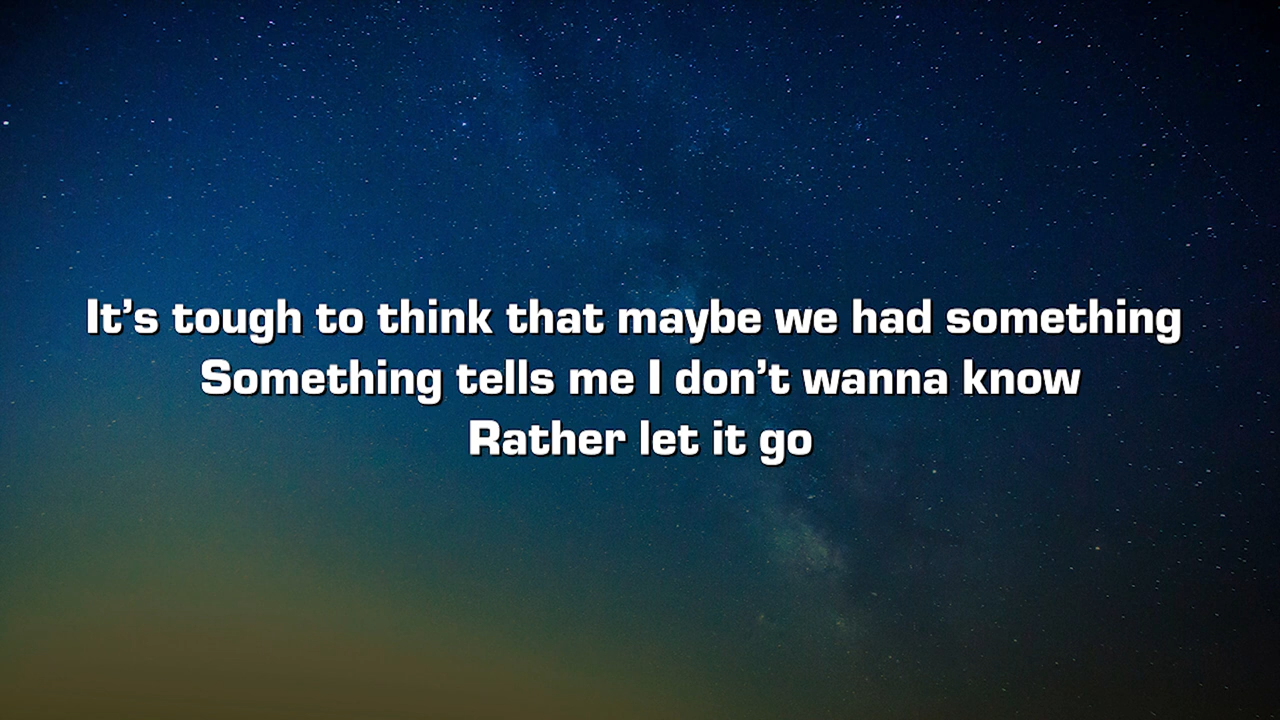 It’s tough to think that maybe we had something
Something tells me I don’t wanna know
Rather let it go